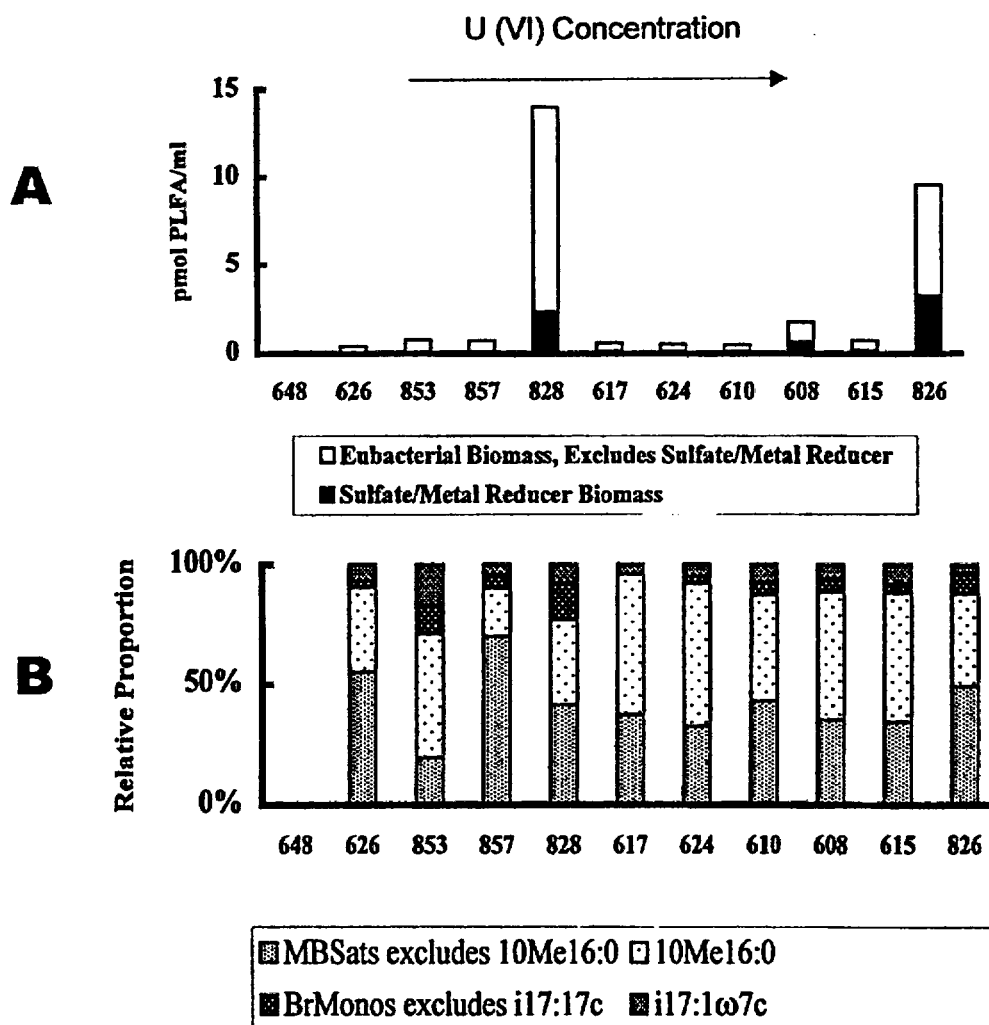 U (VI) Concentration
A
pmol PLFA/ml
15
10
5
0
648 626 853 857 828 617 624 610 608 615 826
Eubacterial Biomass, Excludes Sulfate/Metal Reducer
Sulfate/Metal Reducer Biomass
B
Relative Proportion
100%
50%
0%
648 626 853 857 828 617 624 610 608 615 826
MBSats excludes 10Me16:0 10Me16:0
BrMonos excludes i17:17c i17:1ω7c